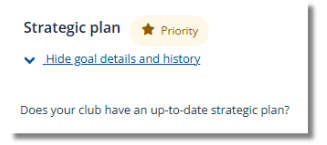 Strategic plan Priority
Hide goal details and history
Does your club have an up-to-date strategic plan?